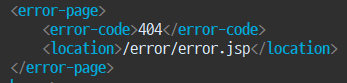 <error-page>
<error-code>404</error-code>
<location>/error/error.jsp</location>
</error-page>